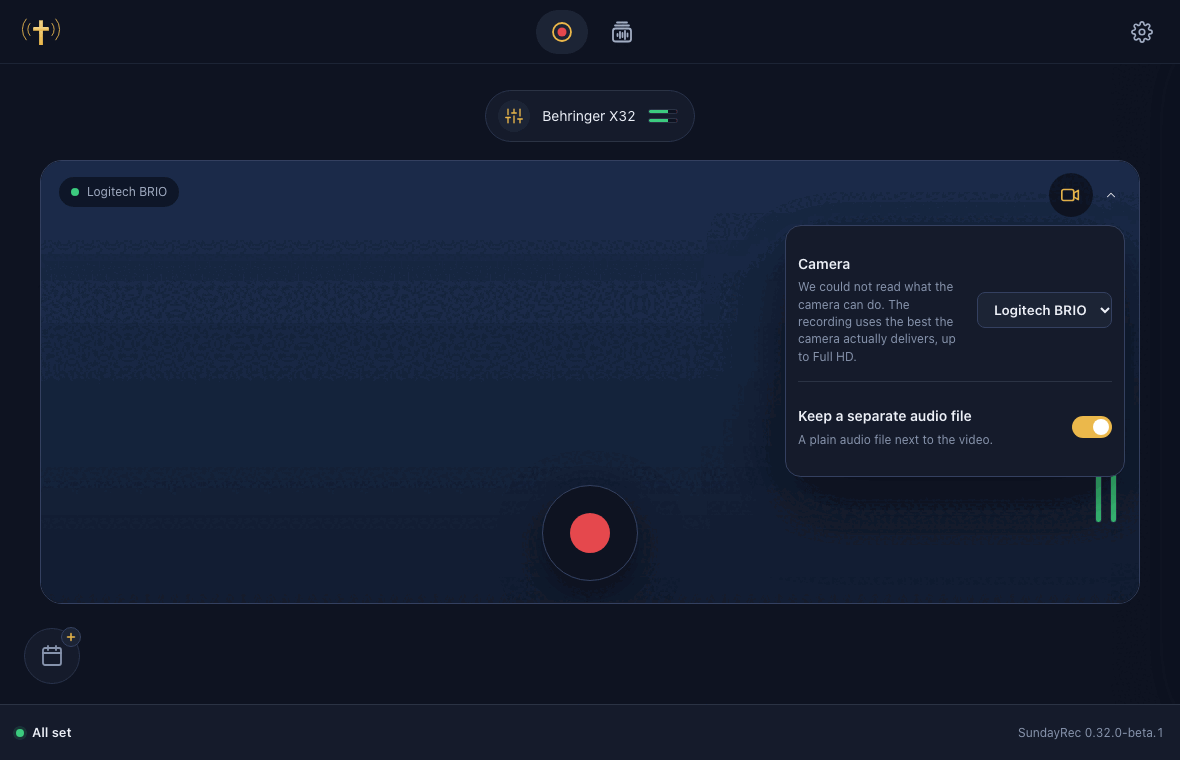 Behringer X32
Logitech BRIO
Camera
We could not read what the
camera can do. The
recording uses the best the
camera actually delivers, up
to Full HD.
Logitech BRIO
Keep a separate audio file
A plain audio file next to the video.
All set
SundayRec 0.32.0-beta.1